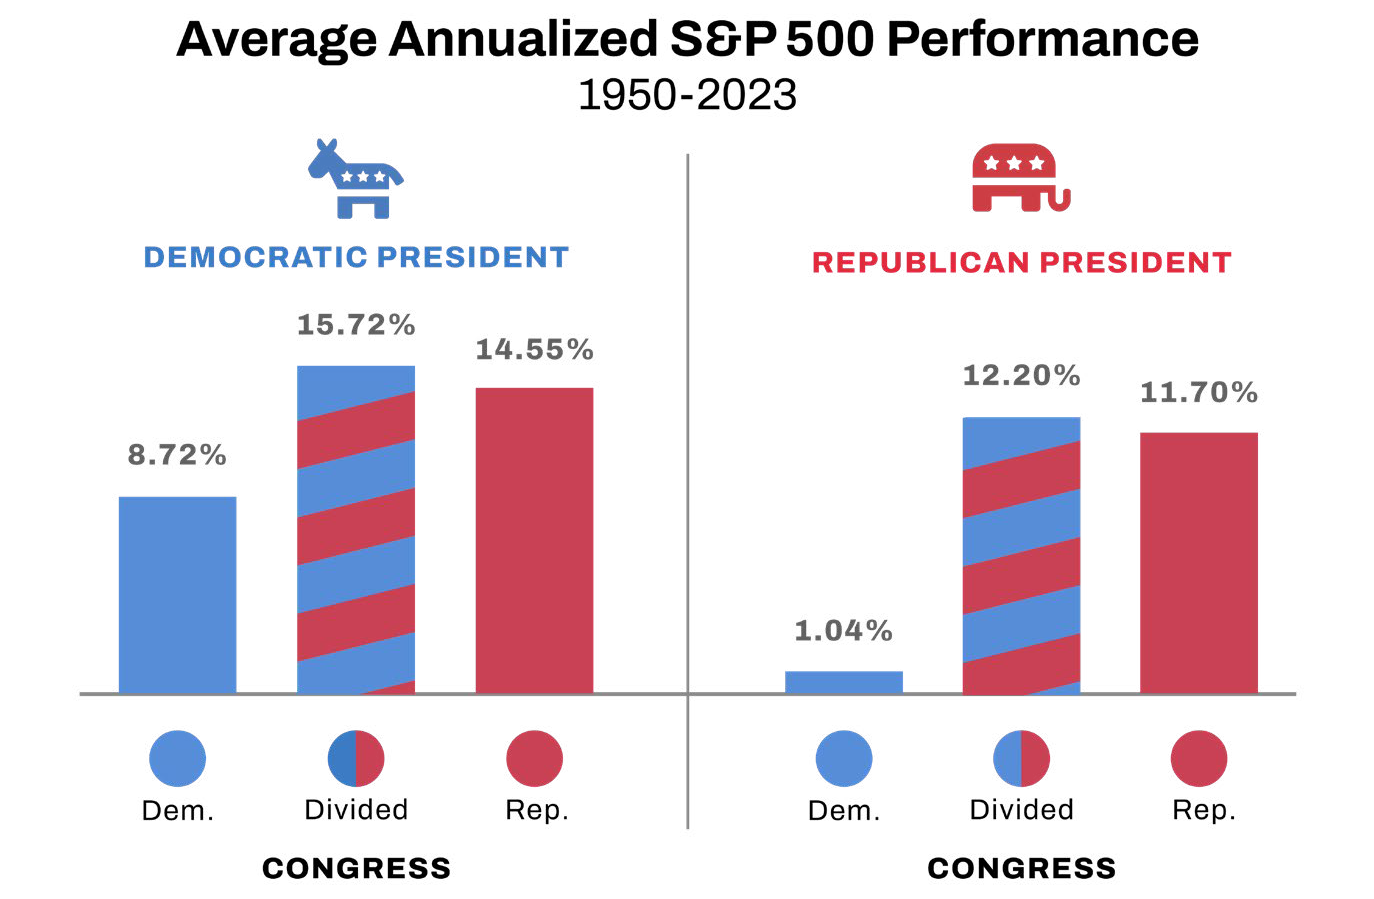 Average Annualized S&P 500 Performance
1950-2023
DEMOCRATIC PRESIDENT
15.72%
14.55%
8.72%
Dem.
Divided
Rep.
CONGRESS
REPUBLICAN PRESIDENT
12.20%
11.70%
1.04%
Dem.
Divided
Rep.
CONGRESS